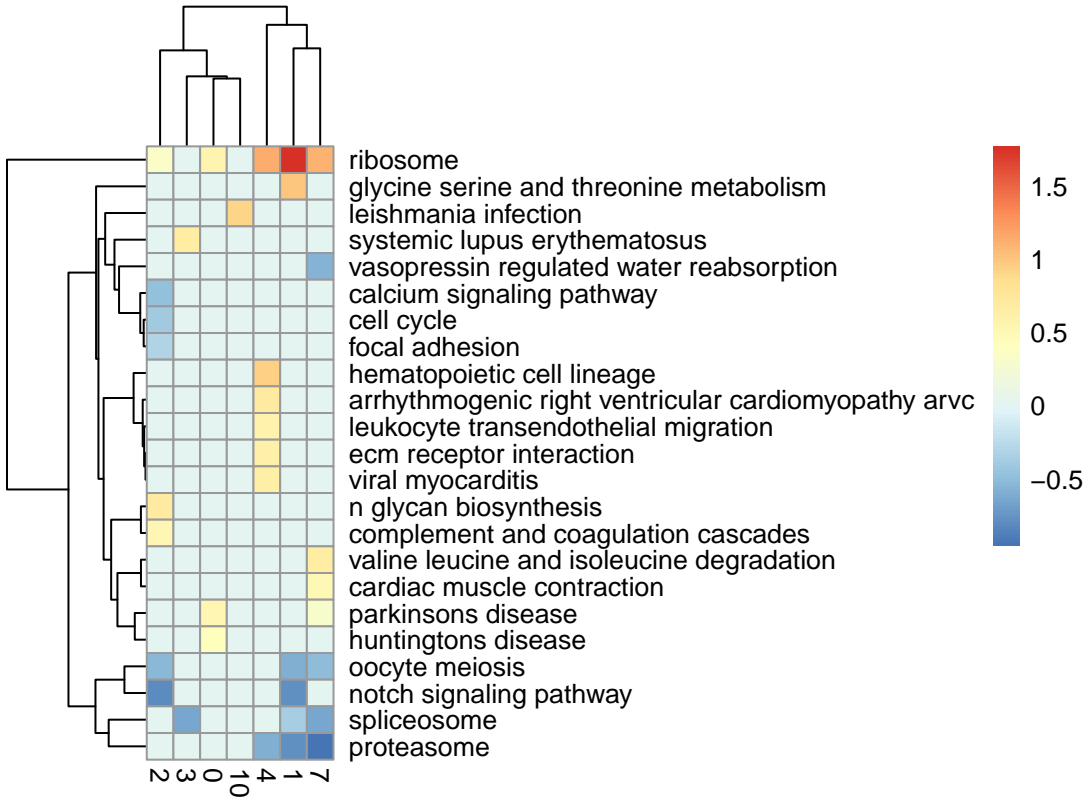 ribosome
glycine serine and threonine metabolism
leishmania infection
systemic lupus erythematosus
vasopressin regulated water reabsorption
calcium signaling pathway
cell cycle
focal adhesion
hematopoietic cell lineage
arrhythmogenic right ventricular cardiomyopathy arvc
leukocyte transendothelial migration
ecm receptor interaction
viral myocarditis
n glycan biosynthesis
complement and coagulation cascades
valine leucine and isoleucine degradation
cardiac muscle contraction
parkinsons disease
huntingtons disease
oocyte meiosis
notch signaling pathway
spliceosome
proteasome
2 3 0 10 4 1 7
1.5
1
0.5
0
−0.5